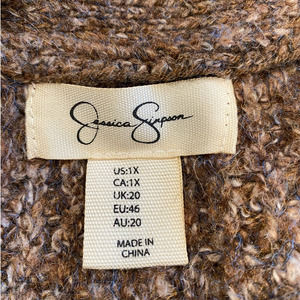 Jessica Simpson
US:1X
CA:1X
UK:20
EU:46
AU:20
MADE IN
CHINA